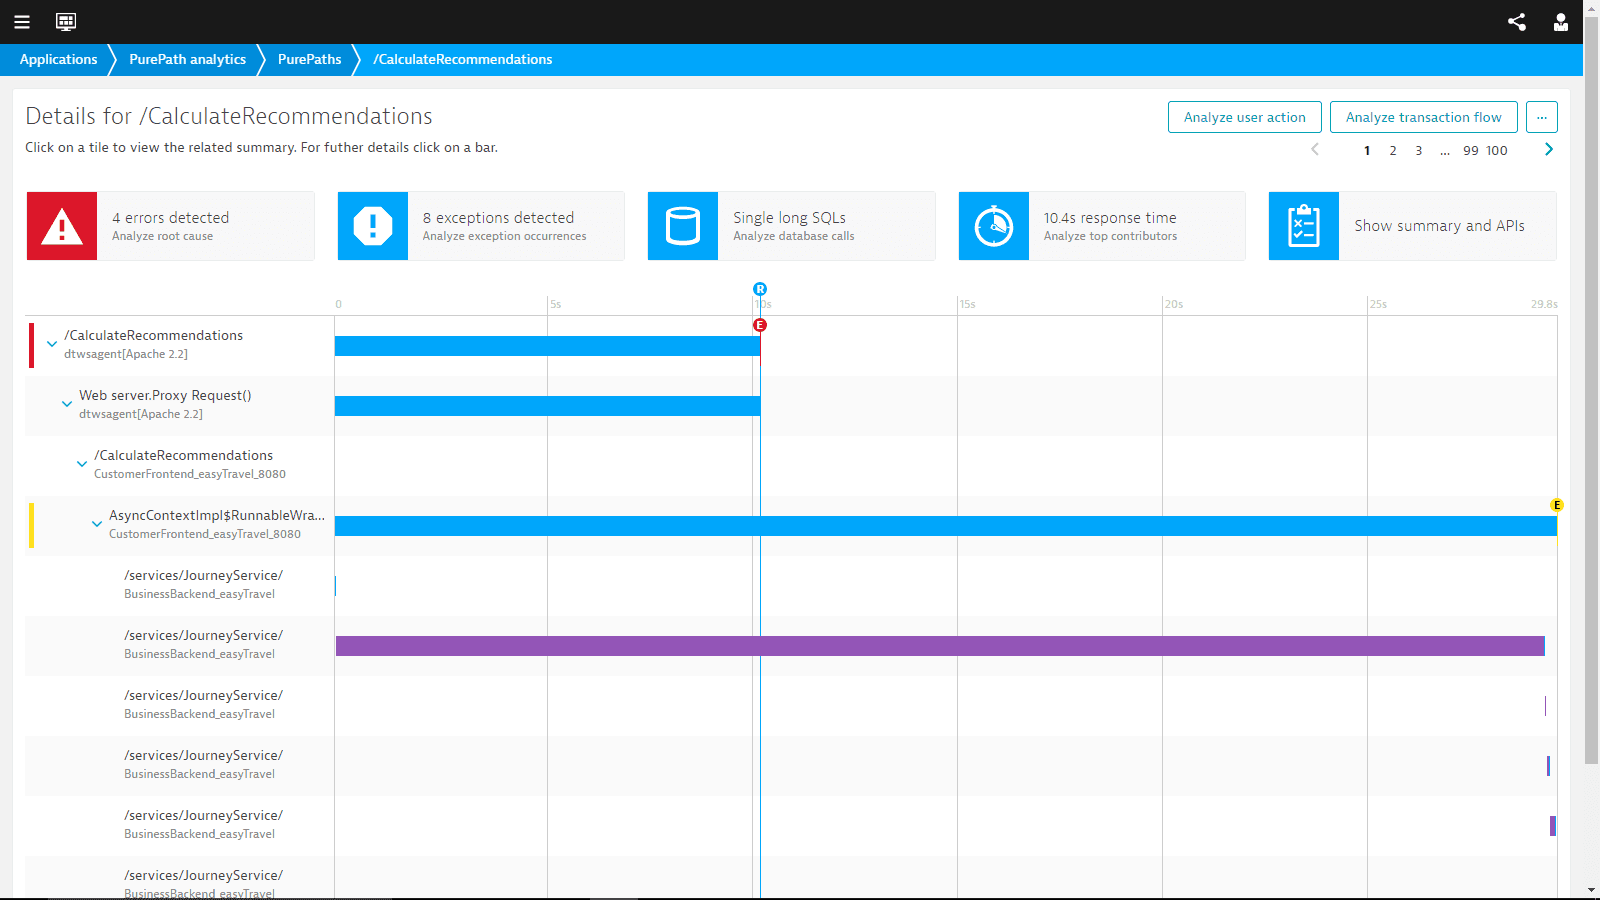 Applications
PurePath analytics
PurePaths
/CalculateRecommendations
Details for /CalculateRecommendations
Click on a tile to view the related summary. For futher details click on a bar.
Analyze user action
Analyze transaction flow
...
1 2 3 ... 99 100
4 errors detected
Analyze root cause
8 exceptions detected
Analyze exception occurrences
Single long SQLs
Analyze database calls
10.4s response time
Analyze top contributors
Show summary and APIs
R
0 5s 10s 15s 20s 25s 29.8s
E
/CalculateRecommendations
dtwsagent[Apache 2.2]
Web server.Proxy Request()
dtwsagent[Apache 2.2]
/CalculateRecommendations
CustomerFrontend_easyTravel_8080
E
AsyncContextImpl$RunnableWra...
CustomerFrontend_easyTravel_8080
/services/JourneyService/
BusinessBackend_easyTravel
/services/JourneyService/
BusinessBackend_easyTravel
/services/JourneyService/
BusinessBackend_easyTravel
/services/JourneyService/
BusinessBackend_easyTravel
/services/JourneyService/
BusinessBackend_easyTravel
/services/JourneyService/
BusinessBackend_easyTravel